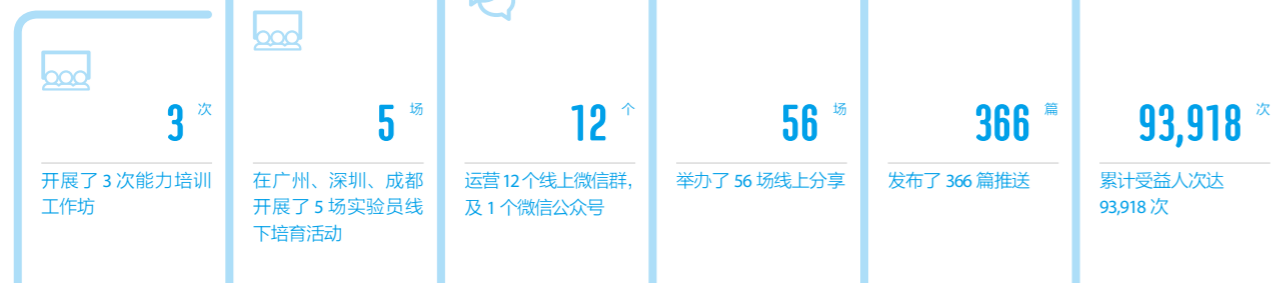 3 次
开展了 3 次能力培训
工作坊
5 场
在广州、深圳、成都
开展了 5 场实验员线
下培育活动
12 个
运营 12 个线上微信群，
及 1 个微信公众号
56 场
举办了 56 场线上分享
366 篇
发布了 366 篇推送
93,918 次
累计受益人次达
93,918 次